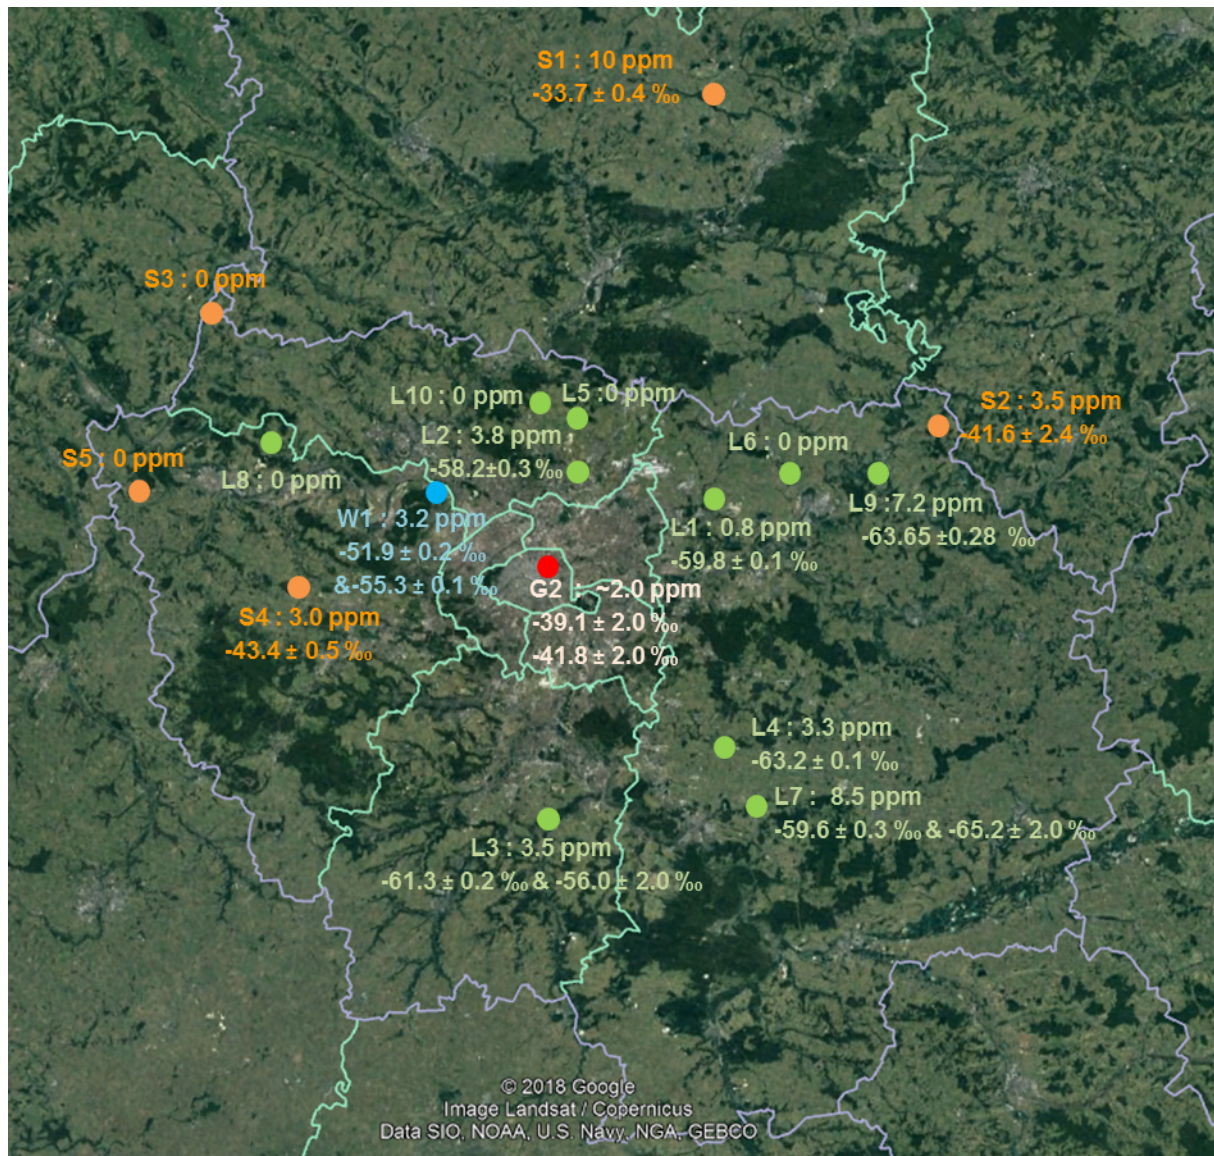 S1 : 10 ppm
-33.7 ± 0.4 ‰
S3 : 0 ppm
L10 : 0 ppm
L5 :0 ppm
S2 : 3.5 ppm
-41.6 ± 2.4 ‰
L2 : 3.8 ppm
-58.2±0.3 ‰
L6 : 0 ppm
S5 : 0 ppm
L8 : 0 ppm
L9 :7.2 ppm
-63.65 ±0.28 ‰
W1 : 3.2 ppm
-51.9 ± 0.2 ‰
&-55.3 ± 0.1 ‰
L1 : 0.8 ppm
-59.8 ± 0.1 ‰
G2 : ~2.0 ppm
-39.1 ± 2.0 ‰
-41.8 ± 2.0 ‰
S4 : 3.0 ppm
-43.4 ± 0.5 ‰
L4 : 3.3 ppm
-63.2 ± 0.1 ‰
L7 : 8.5 ppm
-59.6 ± 0.3 ‰ & -65.2 ± 2.0 ‰
L3 : 3.5 ppm
-61.3 ± 0.2 ‰ & -56.0 ± 2.0 ‰
© 2018 Google
Image Landsat / Copernicus
Data SIO, NOAA, U.S. Navy, NGA, GEBCO